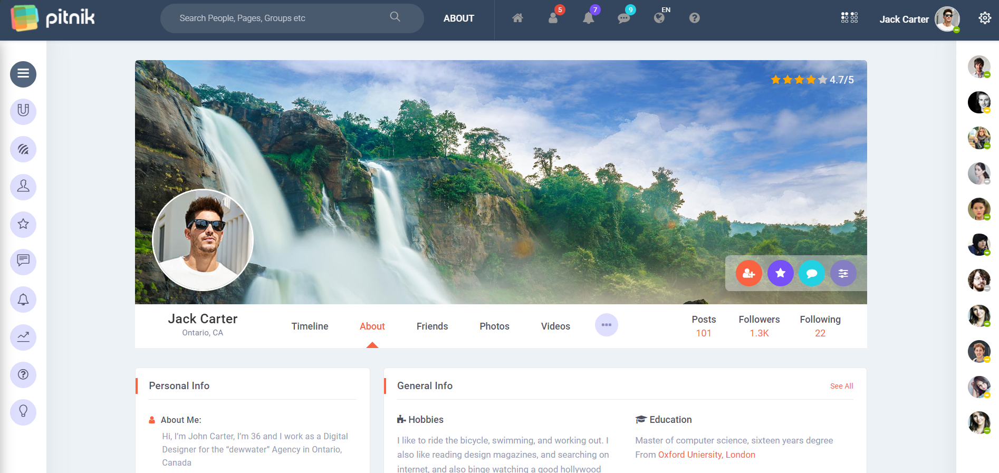 pitnik
Search People, Pages, Groups etc
ABOUT
5
7
9
EN
Jack Carter
4.7/5
Jack Carter
Ontario, CA
Timeline
About
Friends
Photos
Videos
Posts
101
Followers
1.3K
Following
22
Personal Info
About Me:
Hi, I’m John Carter, I’m 36 and I work as a Digital
Designer for the “dewwater” Agency in Ontario,
Canada
General Info
See All
Hobbies
I like to ride the bicycle, swimming, and working out. I
also like reading design magazines, and searching on
internet, and also binge watching a good hollywood
Education
Master of computer science, sixteen years degree
From Oxford Uniersity, London